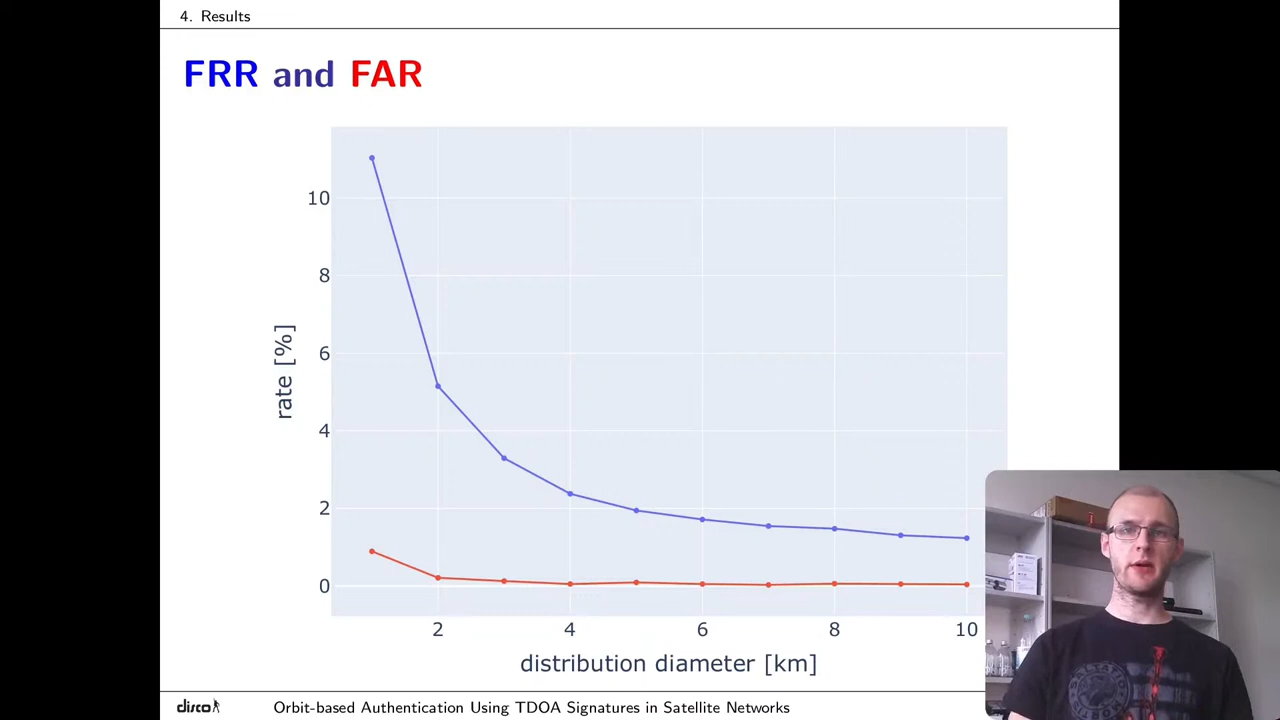 4. Results
FRR and FAR
10
8
6
4
2
0
rate [%]
2 4 6 8 10
distribution diameter [km]
disco
Orbit-based Authentication Using TDOA Signatures in Satellite Networks